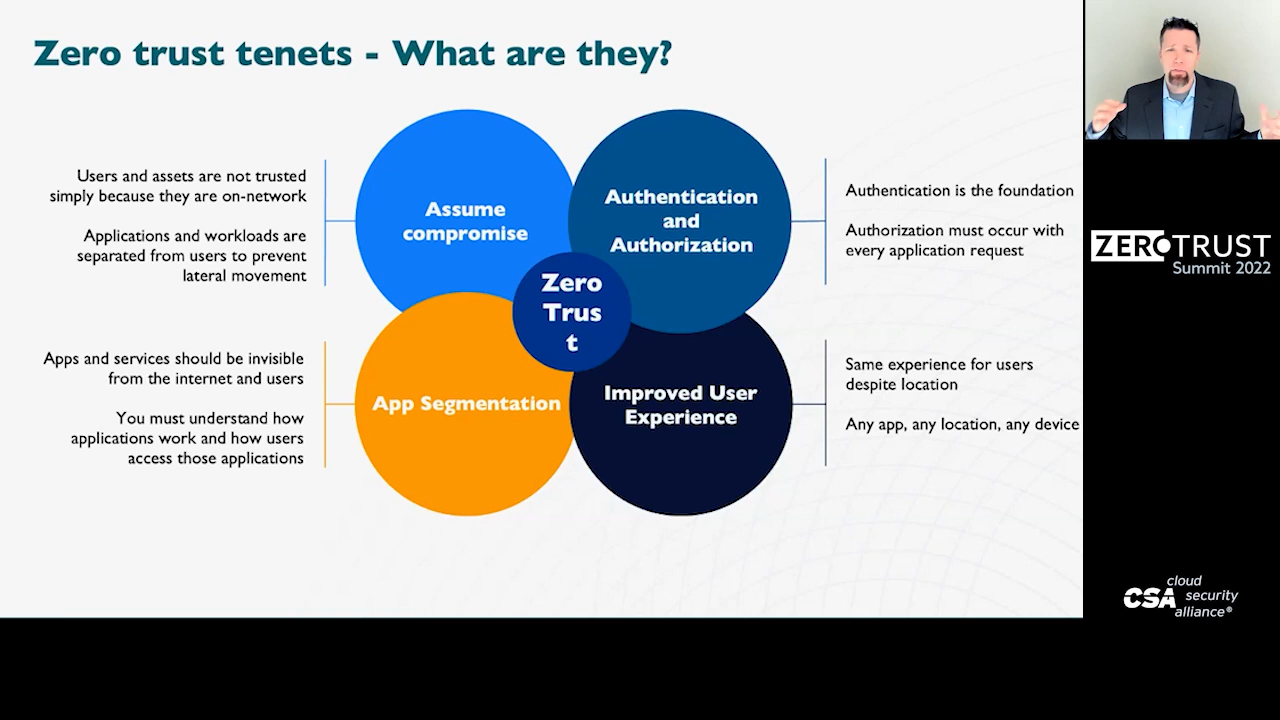 Zero trust tenets - What are they?
Users and assets are not trusted
simply because they are on-network
Applications and workloads are
separated from users to prevent
lateral movement
Assume
compromise
Authentication
and
Authorization
Authentication is the foundation
Authorization must occur with
every application request
Zero
Trus
t
Apps and services should be invisible
from the internet and users
You must understand how
applications work and how users
access those applications
App Segmentation
Improved User
Experience
Same experience for users
despite location
Any app, any location, any device
ZEROTRUST
Summit 2022
CSA cloud
security
alliance®